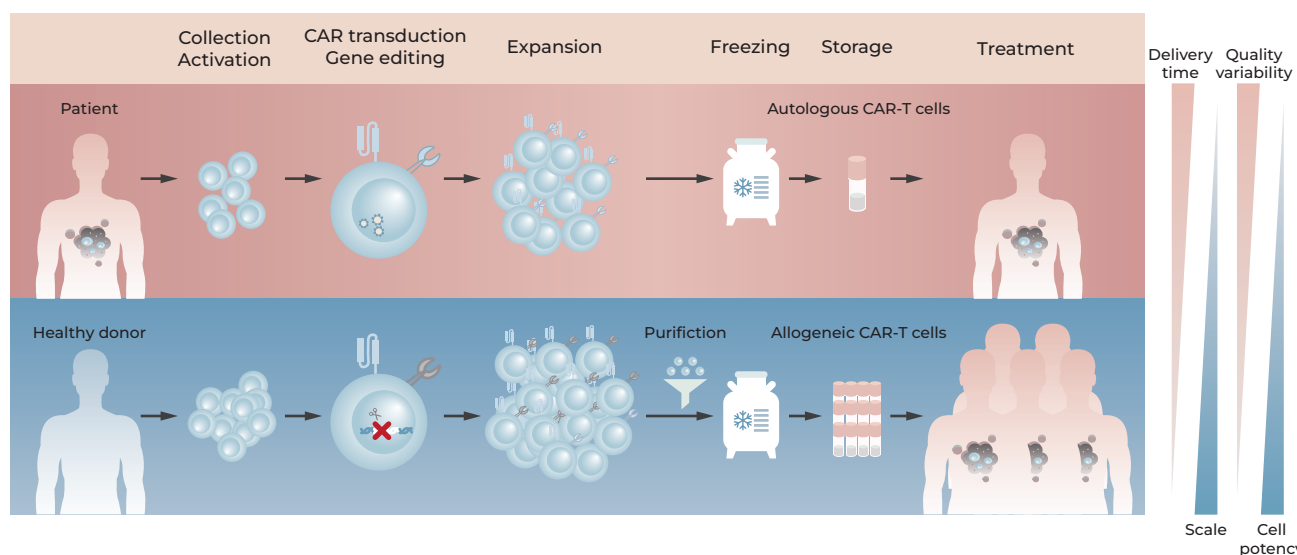 Collection
Activation
CAR transduction
Gene editing
Expansion
Freezing
Storage
Treatment
Delivery
time
Quality
variability
Patient
Autologous CAR-T cells
Healthy donor
Purifiction
Allogeneic CAR-T cells
Scale
Cell
potency